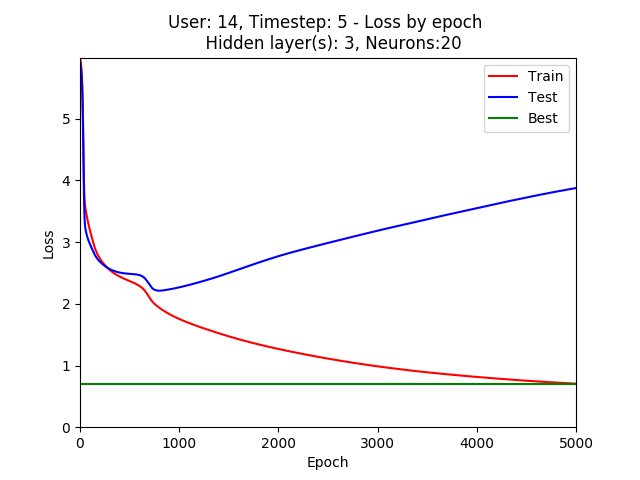 User: 14, Timestep: 5 - Loss by epoch
Hidden layer(s): 3, Neurons:20
Train
Test
Best
5
4
3
2
1
0
Loss
0 1000 2000 3000 4000 5000
Epoch